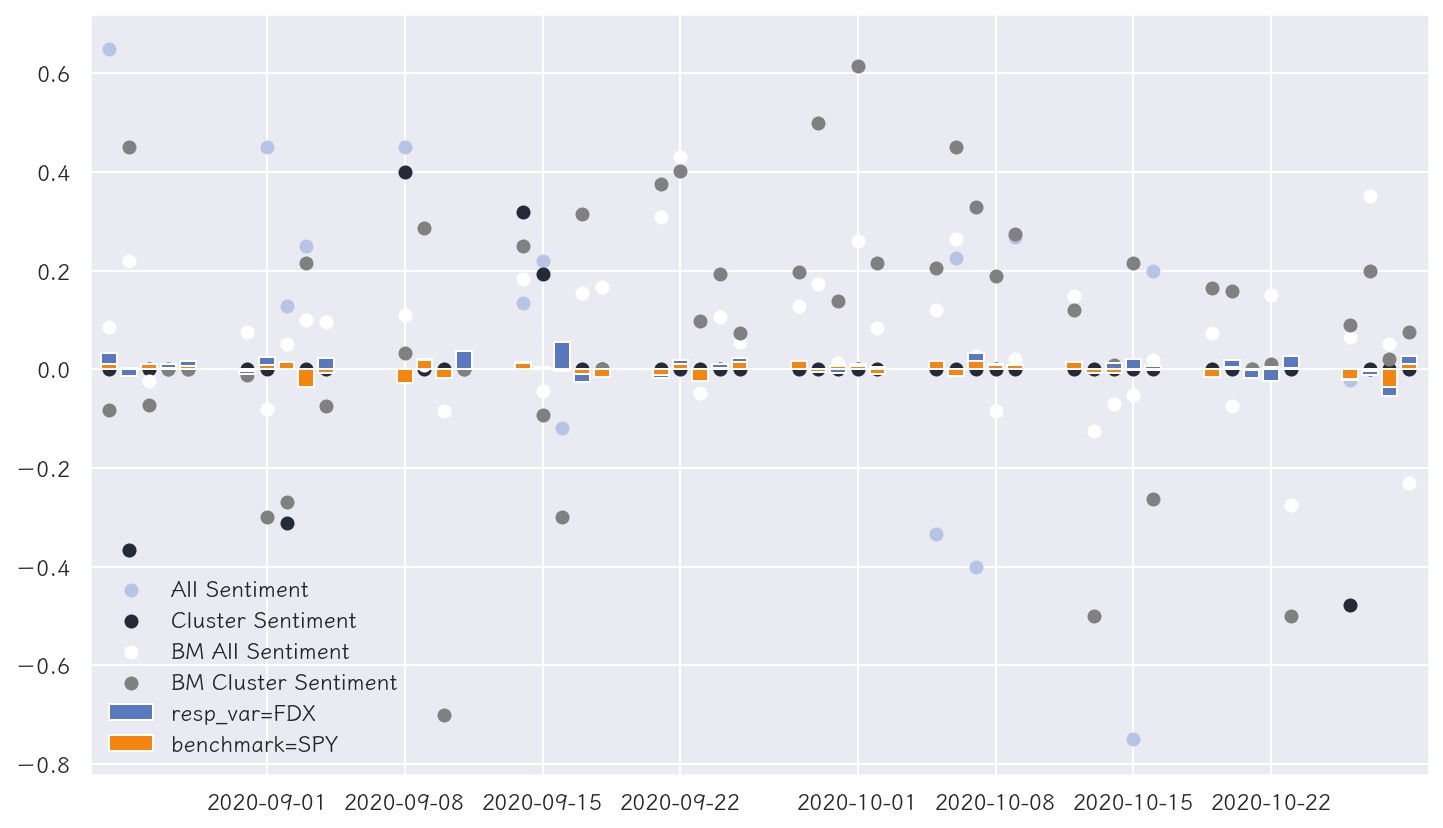 0.6
0.4
0.2
0.0
−0.2
−0.4
−0.6
−0.8
All Sentiment
Cluster Sentiment
BM All Sentiment
BM Cluster Sentiment
resp_var=FDX
benchmark=SPY
2020-09-01 2020-09-08 2020-09-15 2020-09-22 2020-10-01 2020-10-08 2020-10-15 2020-10-22